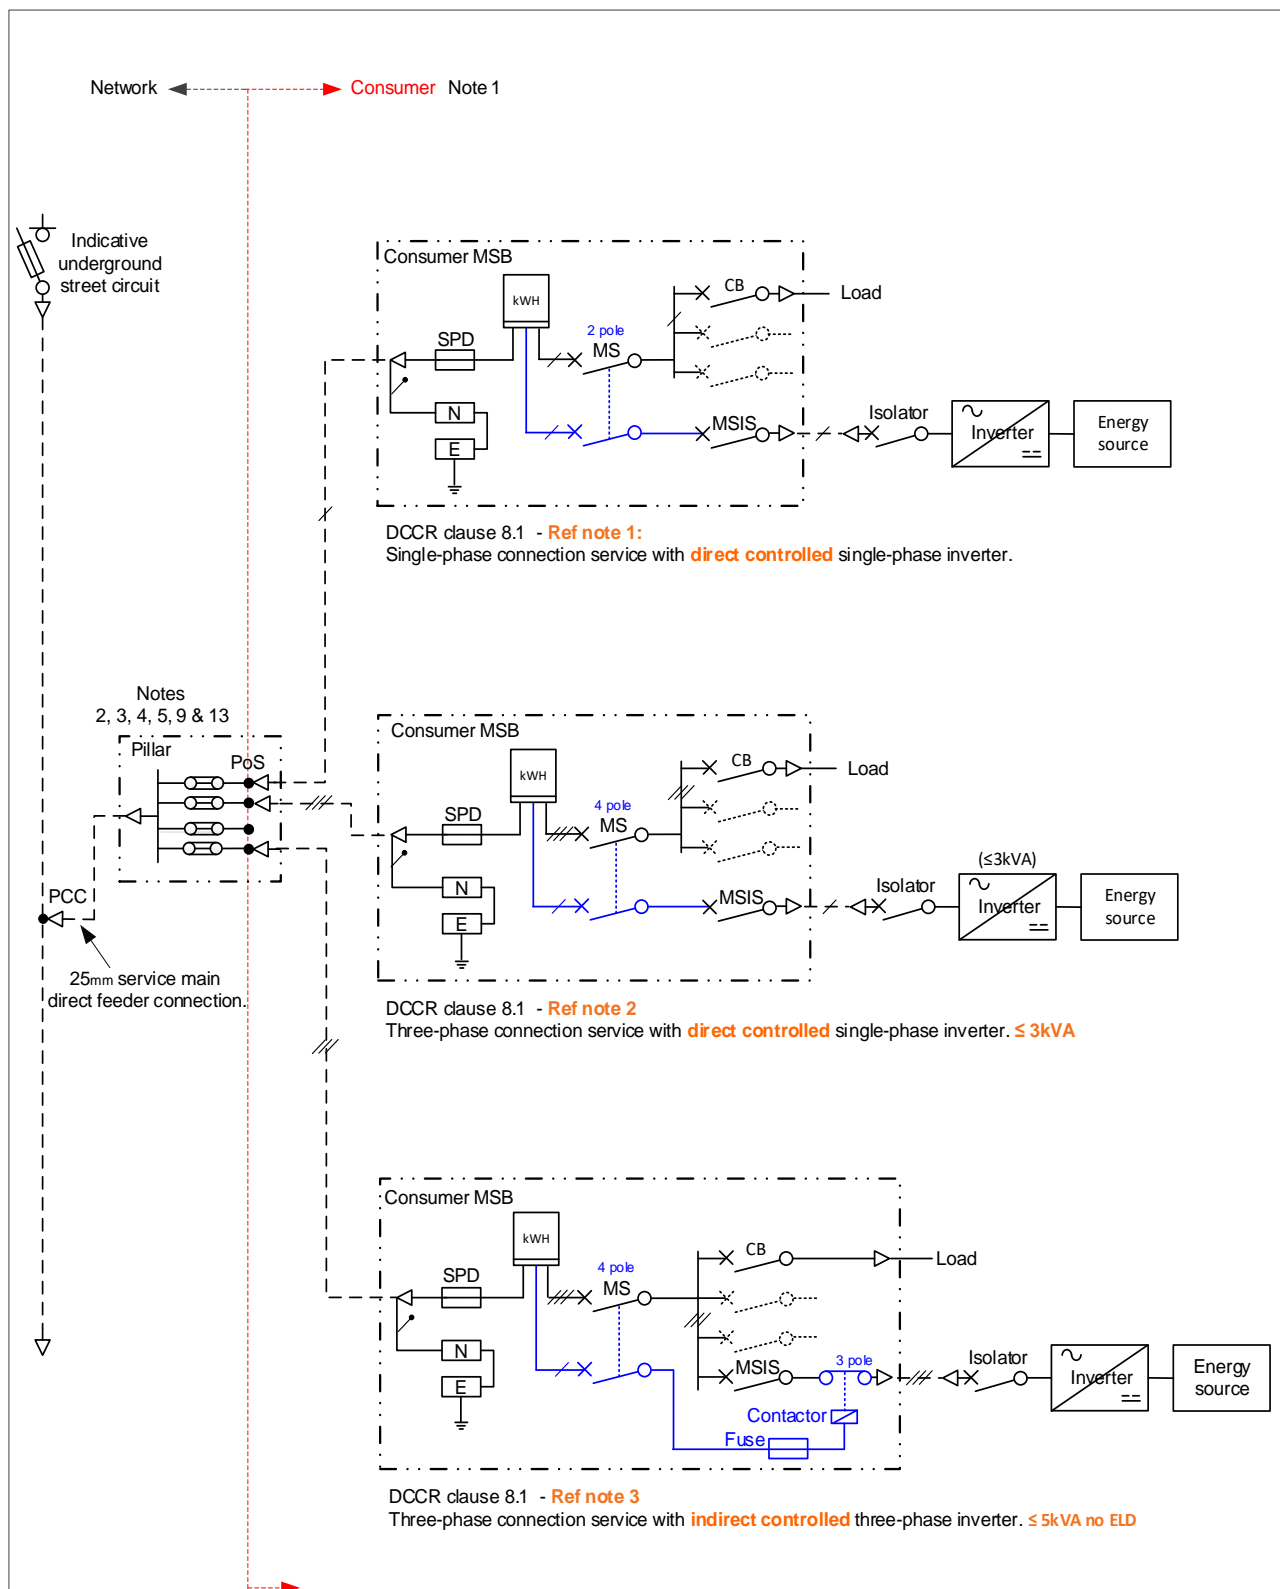 Network
Consumer Note 1
Indicative
underground
street circuit
Consumer MSB
kWH
SPD
2 pole
MS
CB
Load
N
E
MSIS
Isolator
Inverter
Energy
source
DCCR clause 8.1 - Ref note 1:
Single-phase connection service with direct controlled single-phase inverter.
Notes
2, 3, 4, 5, 9 & 13
Pillar
PoS
PCC
25mm service main
direct feeder connection.
Consumer MSB
kWH
SPD
4 pole
MS
CB
Load
N
E
MSIS
Isolator
(≤3kVA)
Inverter
Energy
source
DCCR clause 8.1 - Ref note 2
Three-phase connection service with direct controlled single-phase inverter. ≤ 3kVA
Consumer MSB
kWH
SPD
4 pole
MS
CB
Load
N
E
MSIS
3 pole
Contactor
Fuse
Isolator
Inverter
Energy
source
DCCR clause 8.1 - Ref note 3
Three-phase connection service with indirect controlled three-phase inverter. ≤ 5kVA no ELD